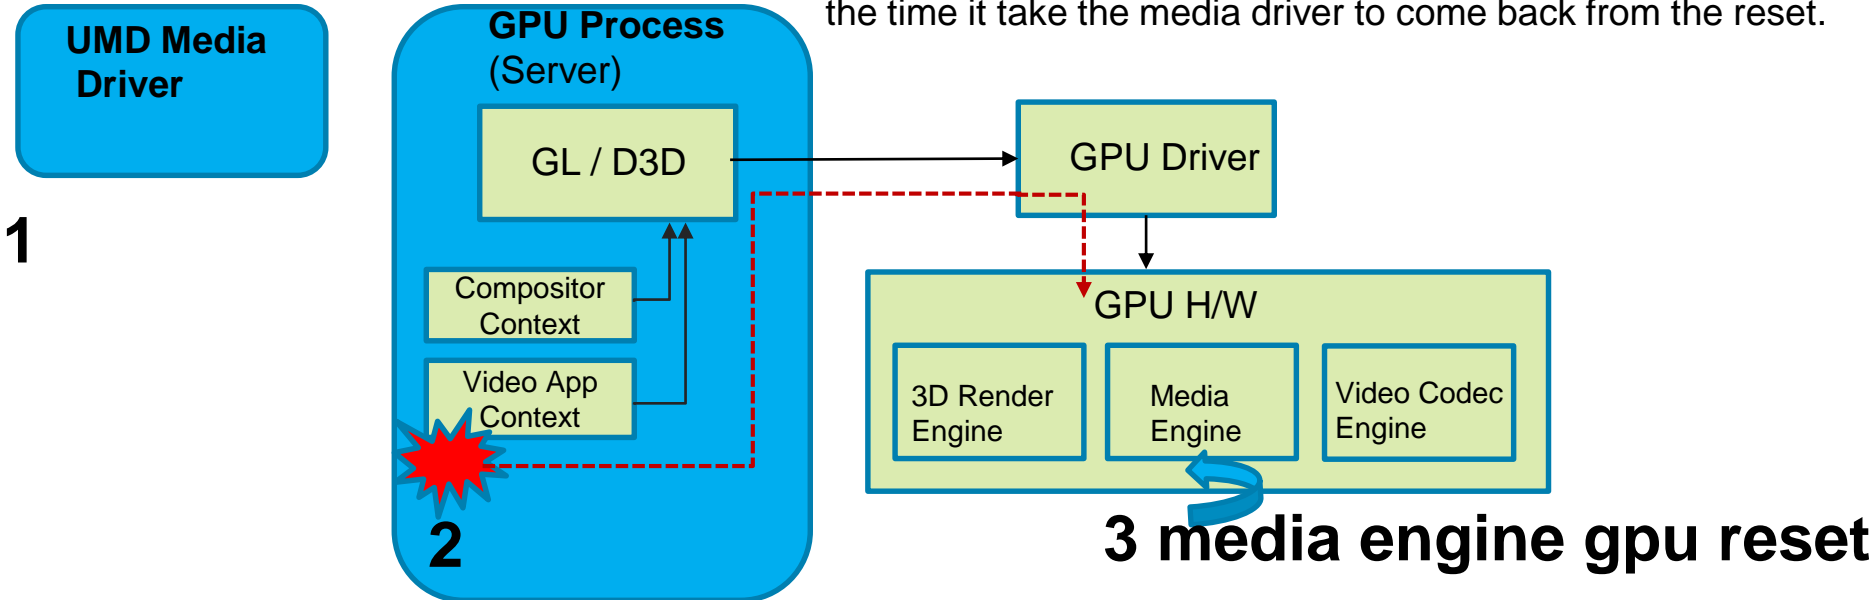 the time it take the media driver to come back from the reset.
UMD Media
Driver
1
GPU Process
(Server)
GL / D3D
Compositor
Context
Video App
Context
2
GPU Driver
GPU H/W
3D Render
Engine
Media
Engine
Video Codec
Engine
3 media engine gpu reset